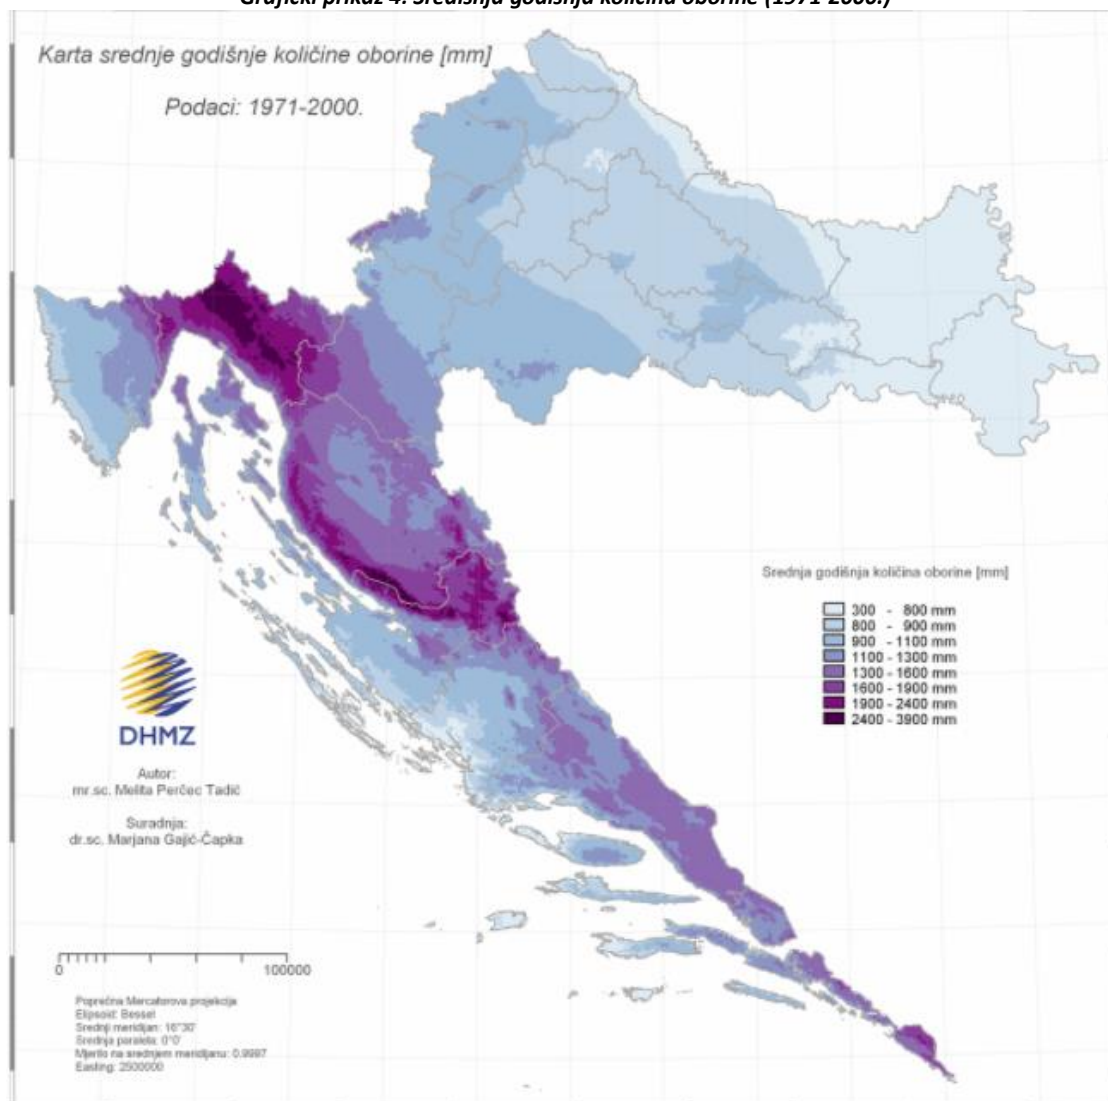 Grafički prikaz 4: Središnja godišnja količina oborine (1971-2000.)
Karta srednje godišnje količine oborine [mm]
Podaci: 1971-2000.
Srednja godišnja količina oborine [mm]
300 - 800 mm
800 - 900 mm
900 - 1100 mm
1100 - 1300 mm
1300 - 1600 mm
1600 - 1900 mm
1900 - 2400 mm
2400 - 3900 mm
DHMZ
Autor:
mr.sc. Melita Perčec Tadić
Suradnja:
dr.sc. Marjana Gajić-Čapka
0 100000
Poprečna Mercatorova projekcija
Elipsoid: Bessel
Srednji meridijan: 16°30'
Srednja paralela: 0°0'
Mjerilo na srednjem meridijanu: 0.9997
Easting: 2500000